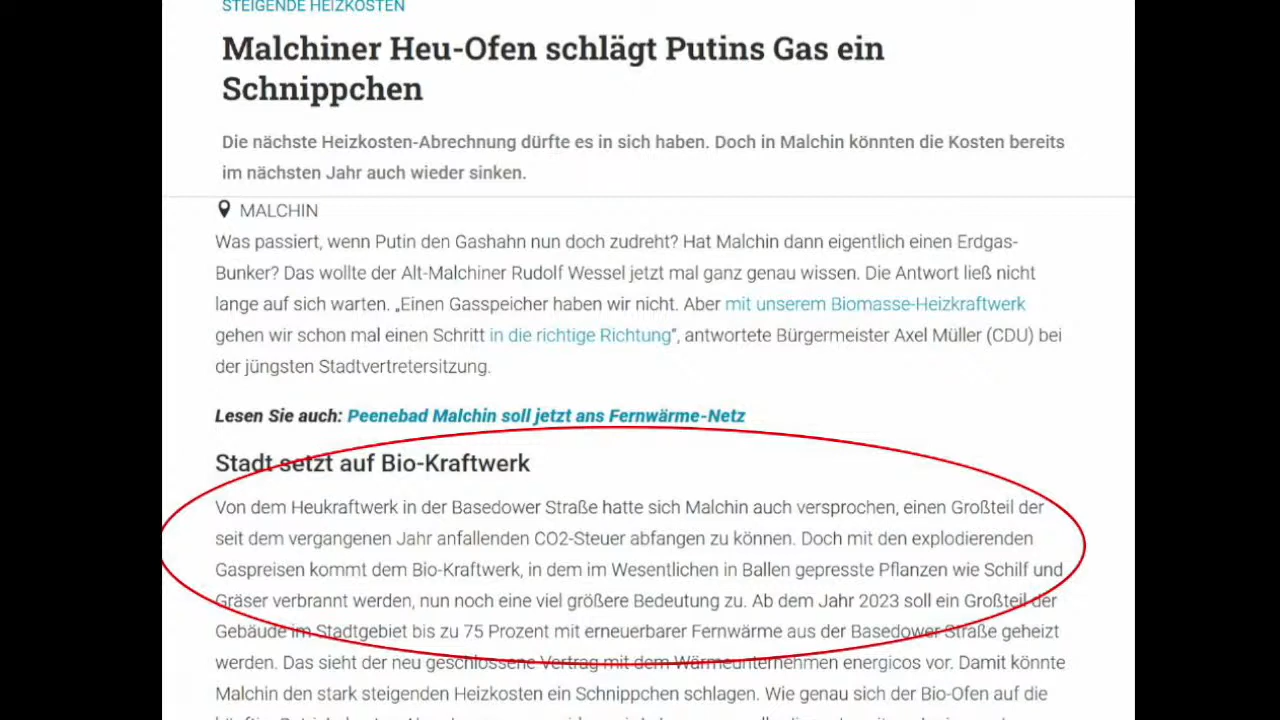 STEIGENDE HEIZKOSTEN
Malchiner Heu-Ofen schlägt Putins Gas ein
Schnippchen
Die nächste Heizkosten-Abrechnung dürfte es in sich haben. Doch in Malchin könnten die Kosten bereits
im nächsten Jahr auch wieder sinken.
MALCHIN
Was passiert, wenn Putin den Gashahn nun doch zudreht? Hat Malchin dann eigentlich einen Erdgas-
Bunker? Das wollte der Alt-Malchiner Rudolf Wessel jetzt mal ganz genau wissen. Die Antwort ließ nicht
lange auf sich warten. „Einen Gasspeicher haben wir nicht. Aber mit unserem Biomasse-Heizkraftwerk
gehen wir schon mal einen Schritt in die richtige Richtung“, antwortete Bürgermeister Axel Müller (CDU) bei
der jüngsten Stadtvertretersitzung.
Lesen Sie auch: Peenebad Malchin soll jetzt ans Fernwärme-Netz
Stadt setzt auf Bio-Kraftwerk
Von dem Heukraftwerk in der Basedower Straße hatte sich Malchin auch versprochen, einen Großteil der
seit dem vergangenen Jahr anfallenden CO2-Steuer abfangen zu können. Doch mit den explodierenden
Gaspreisen kommt dem Bio-Kraftwerk, in dem im Wesentlichen in Ballen gepresste Pflanzen wie Schilf und
Gräser verbrannt werden, nun noch eine viel größere Bedeutung zu. Ab dem Jahr 2023 soll ein Großteil der
Gebäude im Stadtgebiet bis zu 75 Prozent mit erneuerbarer Fernwärme aus der Basedower Straße geheizt
werden. Das sieht der neu geschlossene Vertrag mit dem Wärmeunternehmen energicos vor. Damit könnte
Malchin den stark steigenden Heizkosten ein Schnippchen schlagen. Wie genau sich der Bio-Ofen auf die